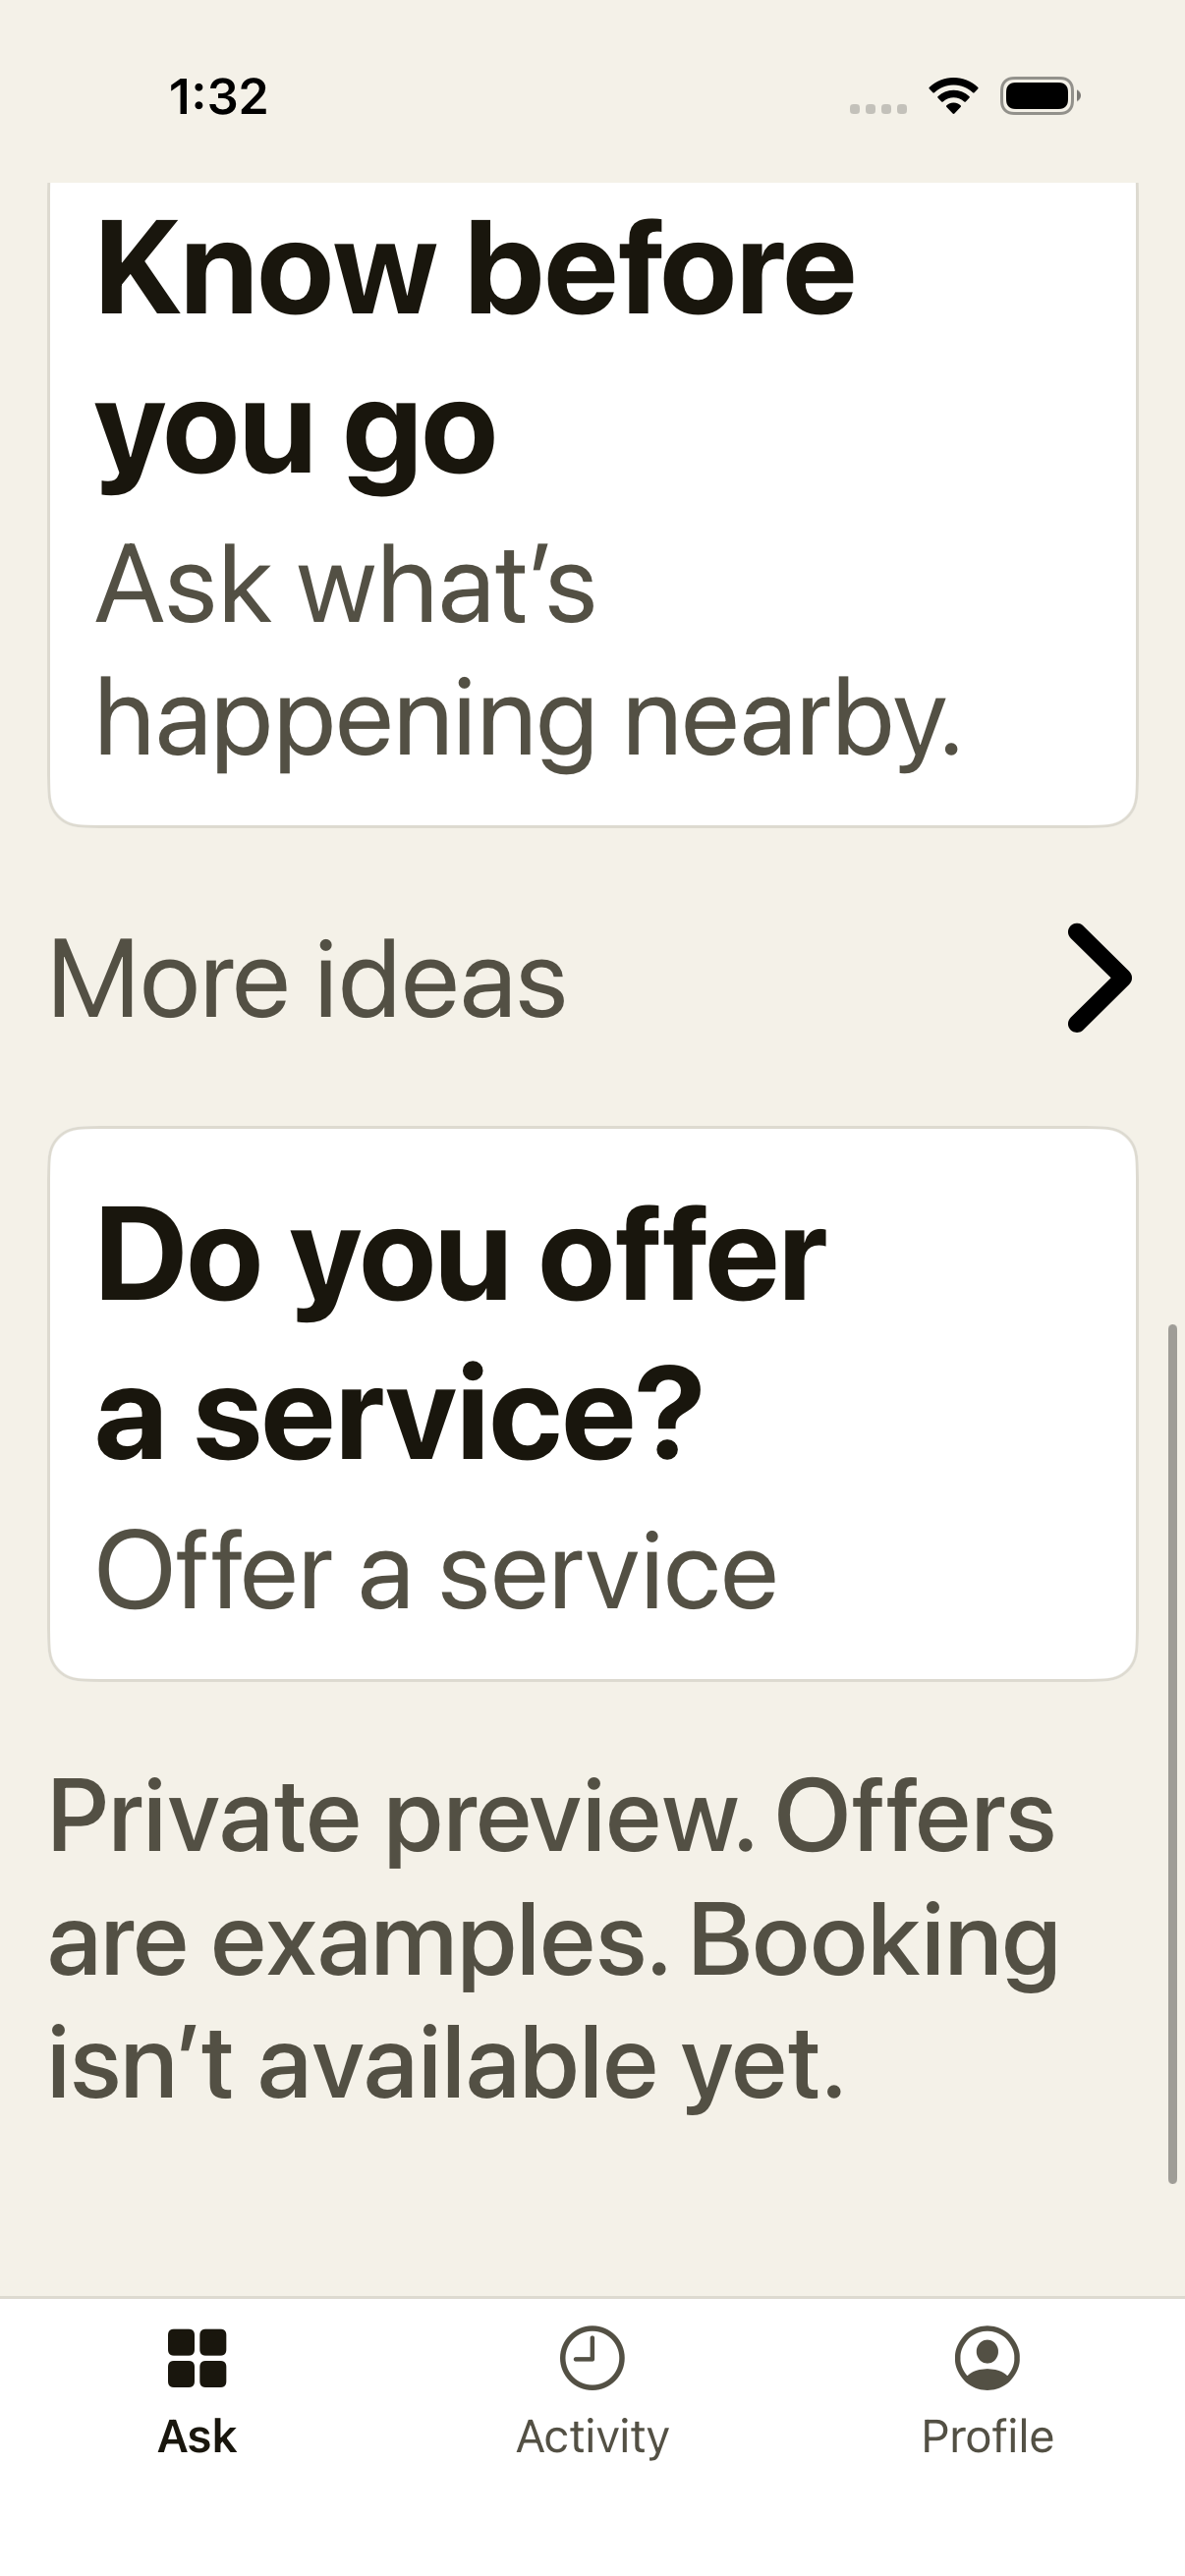 1:32
Know before
you go
Ask what’s
happening nearby.
More ideas
Do you offer
a service?
Offer a service
Private preview. Offers
are examples. Booking
isn’t available yet.
Ask
Activity
Profile